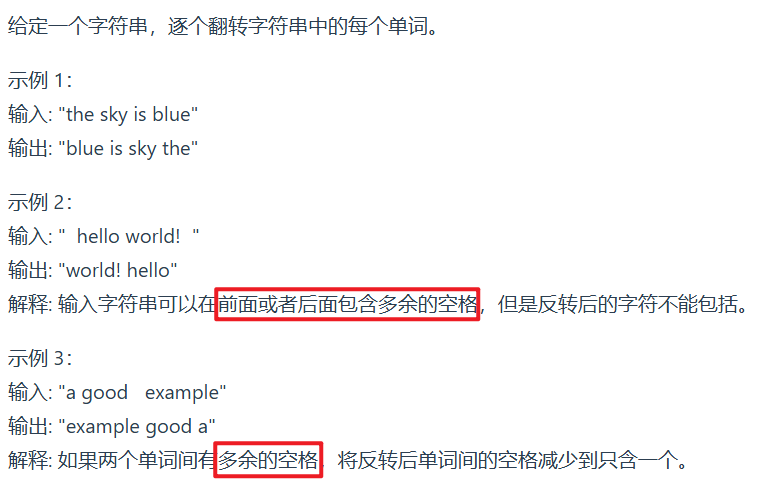 给定一个字符串，逐个翻转字符串中的每个单词。
示例 1：
输入: "the sky is blue"
输出: "blue is sky the"
示例 2：
输入: "  hello world!  "
输出: "world! hello"
解释: 输入字符串可以在前面或者后面包含多余的空格，但是反转后的字符不能包括。
示例 3：
输入: "a good   example"
输出: "example good a"
解释: 如果两个单词间有多余的空格，将反转后单词间的空格减少到只含一个。